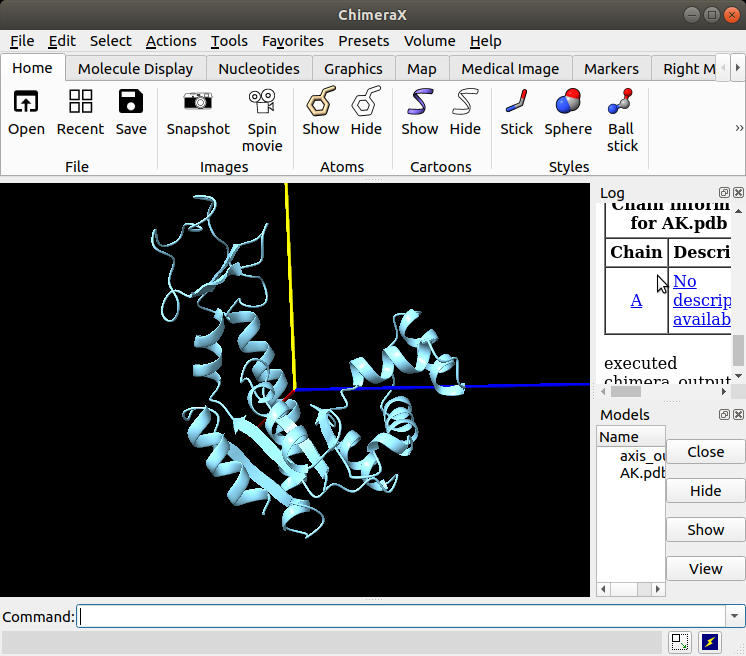 ChimeraX
File Edit Select Actions Tools Favorites Presets Volume Help
Home Molecule Display Nucleotides Graphics Map Medical Image Markers Right M
Open Recent Save Snapshot Spin movie Show Hide Show Hide Stick Sphere Ball stick
File Images Atoms Cartoons Styles
Log
Chain Inform
for AK.pdb
Chain Descri
A No
descrip
availab
executed
chimera_output
Models
Name
axis_ou
AK.pdb
Close
Hide
Show
View
Command: